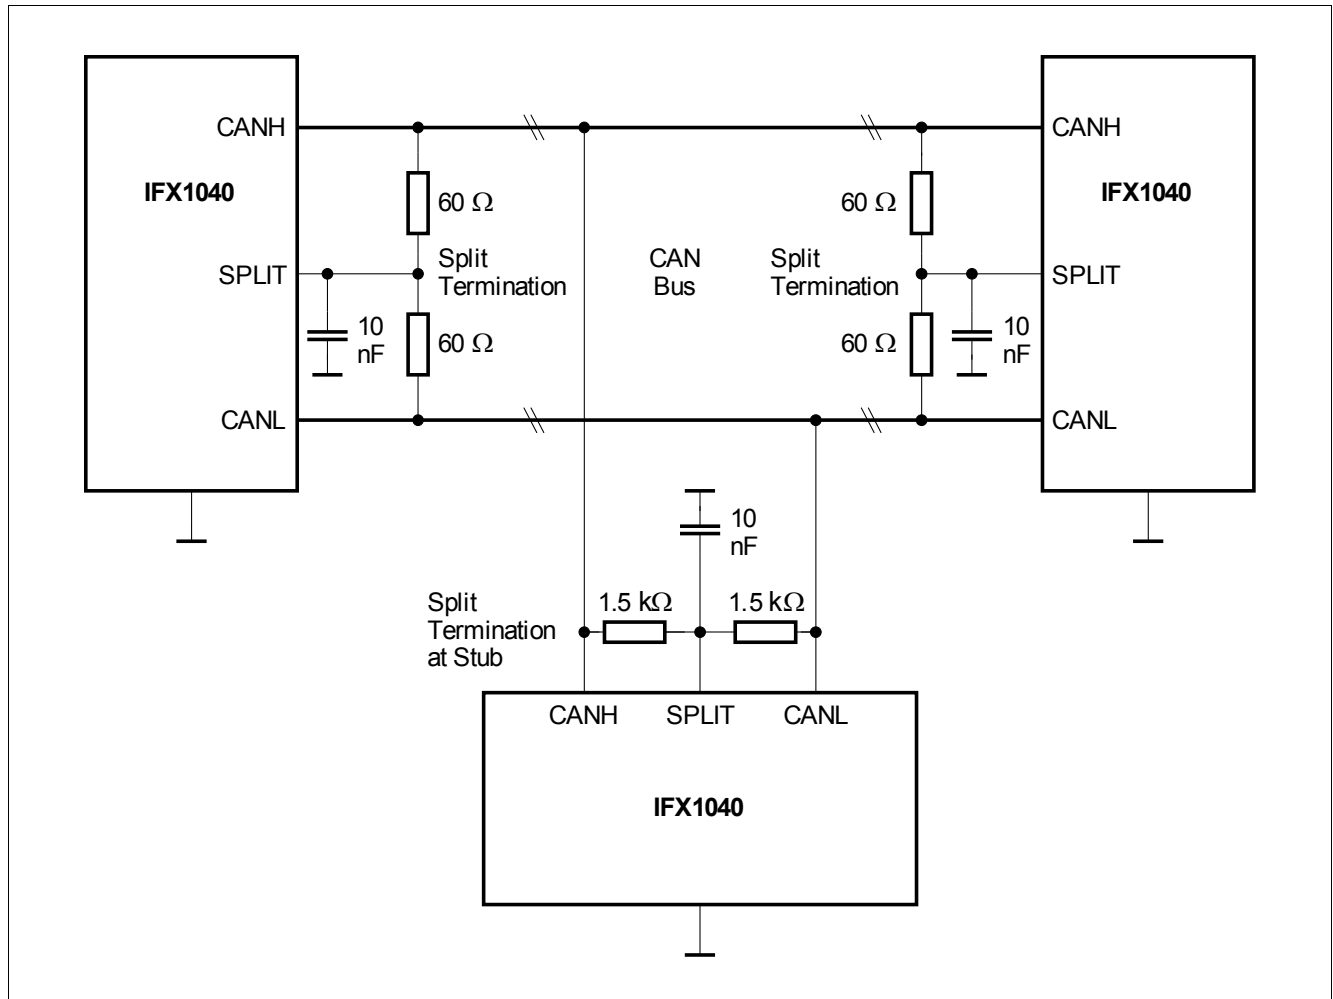 CANH
CANH
IFX1040
IFX1040
60 Ω
60 Ω
SPLIT
Split
Termination
CAN
Bus
Split
Termination
SPLIT
10
nF
60 Ω
60 Ω
10
nF
CANL
CANL
10
nF
Split
Termination
at Stub
1.5 kΩ
1.5 kΩ
CANH
SPLIT
CANL
IFX1040